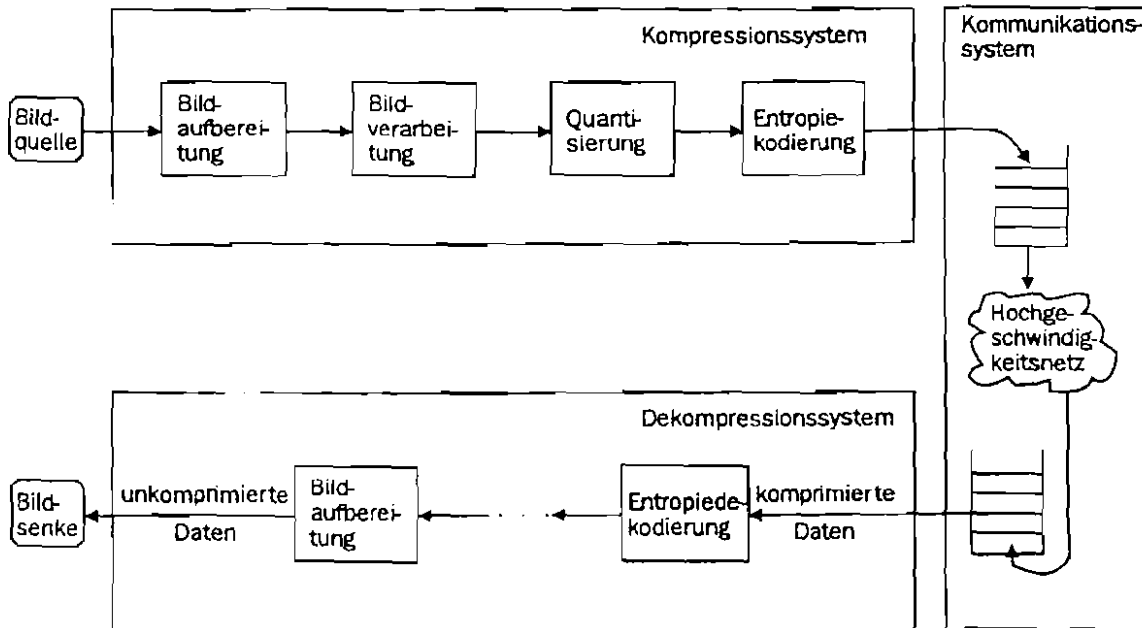 Kompressionssystem
Kommunikations-
system
Bild-
quelle
Bild-
aufberei-
tung
Bild-
verarbei-
tung
Quanti-
sierung
Entropie-
kodierung
Hochge-
schwindig-
keitsnetz
Dekompressionssystem
Bild-
senke
unkomprimierte
Daten
Bild-
aufberei-
tung
Entropiede-
kodierung
komprimierte
Daten